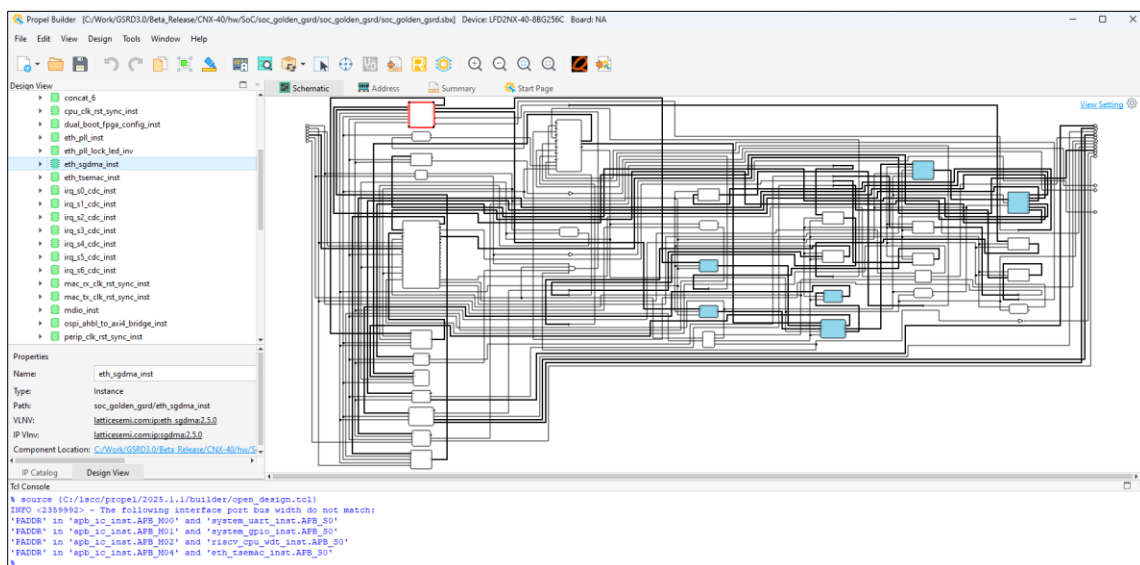 Propel Builder [C:/Work/GSRD3.0/Beta_Release/CNX-40/hw/SoC/soc_golden_gsrd/soc_golden_gsrd/soc_golden_gsrd.sbx] Device: LFD2NX-40-8BG256C Board: NA
File Edit View Design Tools Window Help
Design View
Schematic Address Summary Start Page
View Setting
concat_6
cpu_clk_rst_sync_inst
dual_boot_fpga_config_inst
eth_pll_inst
eth_pll_lock_led_inv
eth_sgdma_inst
eth_tsemac_inst
irq_s0_cdc_inst
irq_s1_cdc_inst
irq_s2_cdc_inst
irq_s3_cdc_inst
irq_s4_cdc_inst
irq_s5_cdc_inst
irq_s6_cdc_inst
mac_rx_clk_rst_sync_inst
mac_tx_clk_rst_sync_inst
mdio_inst
ospi_ahbl_to_axi4_bridge_inst
perip_clk_rst_sync_inst
Properties
Name: eth_sgdma_inst
Type: Instance
Path: soc_golden_gsrd/eth_sgdma_inst
VLNV: latticesemi.com:ip:eth_sgdma:2.5.0
IP Vlnv: latticesemi.com:ip:sgdma:2.5.0
Component Location: C:/Work/GSRD3.0/Beta_Release/CNX-40/hw/S
IP Catalog Design View
Tcl Console
% source {C:/lscc/propel/2025.1.1/builder/open_design.tcl}
INFO <2359992> - The following interface port bus width do not match:
'PADDR' in 'apb_ic_inst.APB_M00' and 'system_uart_inst.APB_S0'
'PADDR' in 'apb_ic_inst.APB_M01' and 'system_gpio_inst.APB_S0'
'PADDR' in 'apb_ic_inst.APB_M02' and 'riscv_cpu_wdt_inst.APB_S0'
'PADDR' in 'apb_ic_inst.APB_M04' and 'eth_tsemac_inst.APB_S0'
%